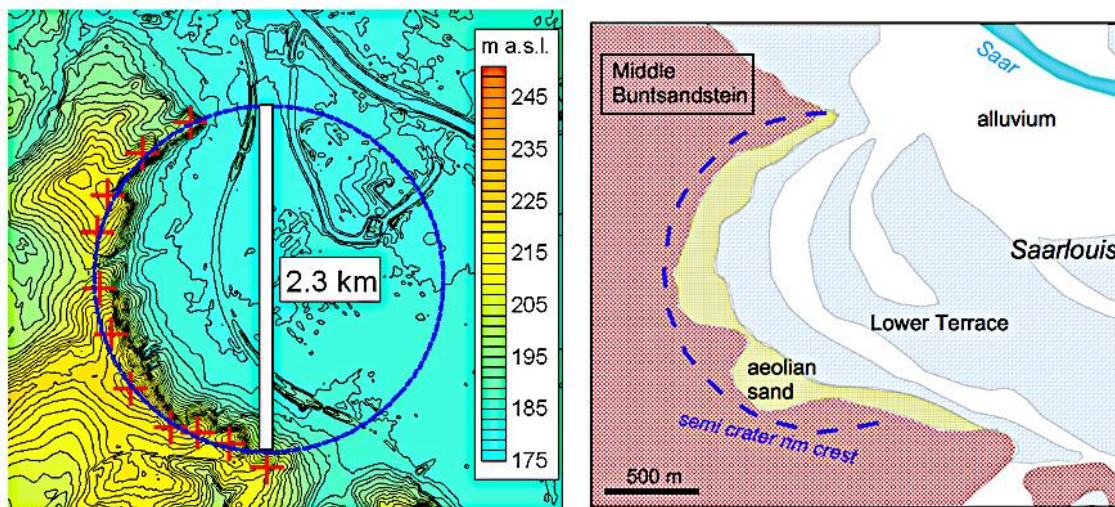 m a.s.l.
245
235
225
215
205
195
185
175
2.3 km
Middle
Buntsandstein
Saar
alluvium
Saarlouis
Lower Terrace
aeolian
sand
semi crater rim crest
500 m